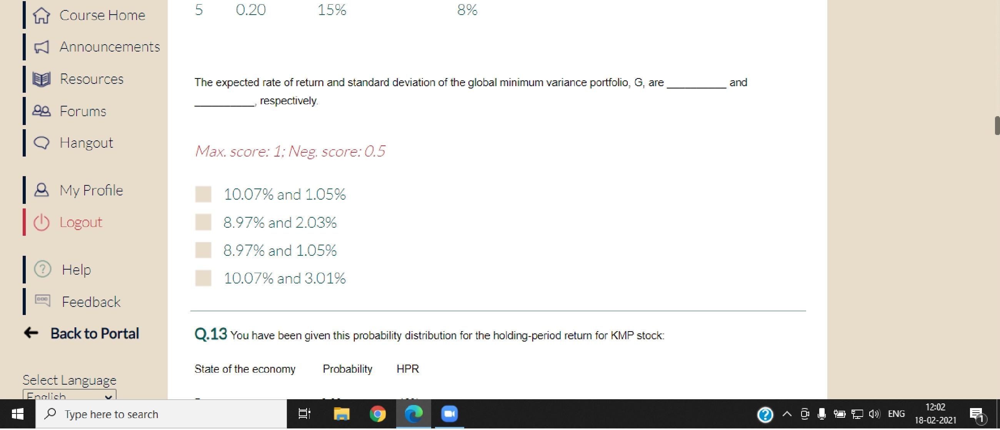 Course Home
Announcements
Resources
Forums
Hangout
My Profile
Logout
Help
Feedback
Back to Portal
Select Language
English
5 0.20 15% 8%
The expected rate of return and standard deviation of the global minimum variance portfolio, G, are __________ and
__________, respectively.
Max. score: 1; Neg. score: 0.5
10.07% and 1.05%
8.97% and 2.03%
8.97% and 1.05%
10.07% and 3.01%
Q.13 You have been given this probability distribution for the holding-period return for KMP stock:
State of the economy Probability HPR
Type here to search
ENG
12:02
18-02-2021
1